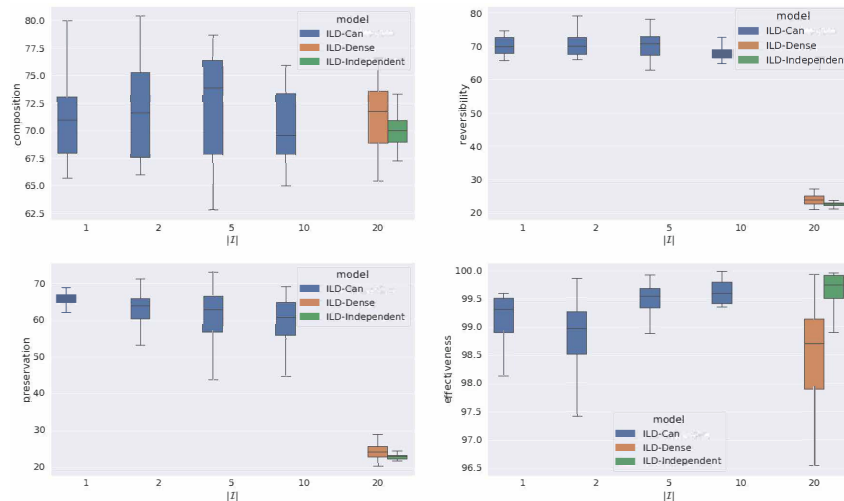 model
ILD-Can
ILD-Dense
ILD-Independent
composition
80.0
77.5
75.0
72.5
70.0
67.5
65.0
62.5
1 2 5 10 20
|I|
model
ILD-Can
ILD-Dense
ILD-Independent
reversibility
80
70
60
50
40
30
20
1 2 5 10 20
|I|
model
ILD-Can
ILD-Dense
ILD-Independent
preservation
70
60
50
40
30
20
1 2 5 10 20
|I|
effectiveness
100.0
99.5
99.0
98.5
98.0
97.5
97.0
96.5
model
ILD-Can
ILD-Dense
ILD-Independent
1 2 5 10 20
|I|